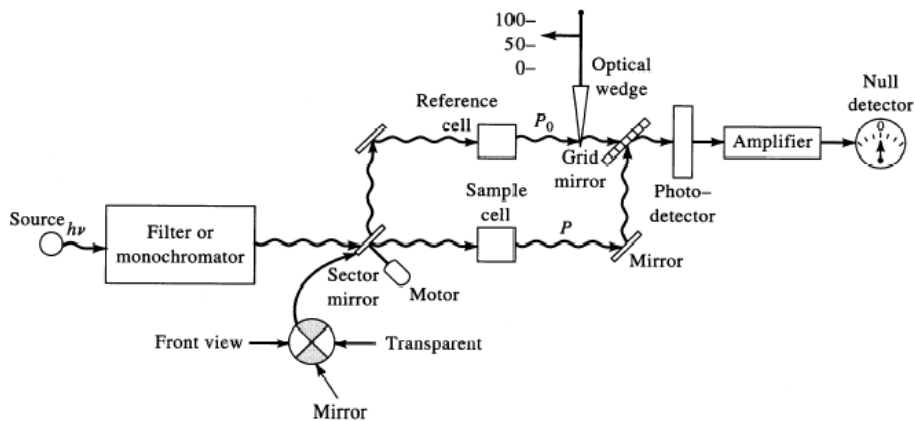 100–
50–
0–
Optical
wedge
Null
detector
0
Reference
cell
P0
Grid
mirror
Amplifier
Photo–
detector
Sample
cell
Source
hν
Filter or
monochromator
P
Mirror
Sector
mirror
Motor
Front view
Transparent
Mirror